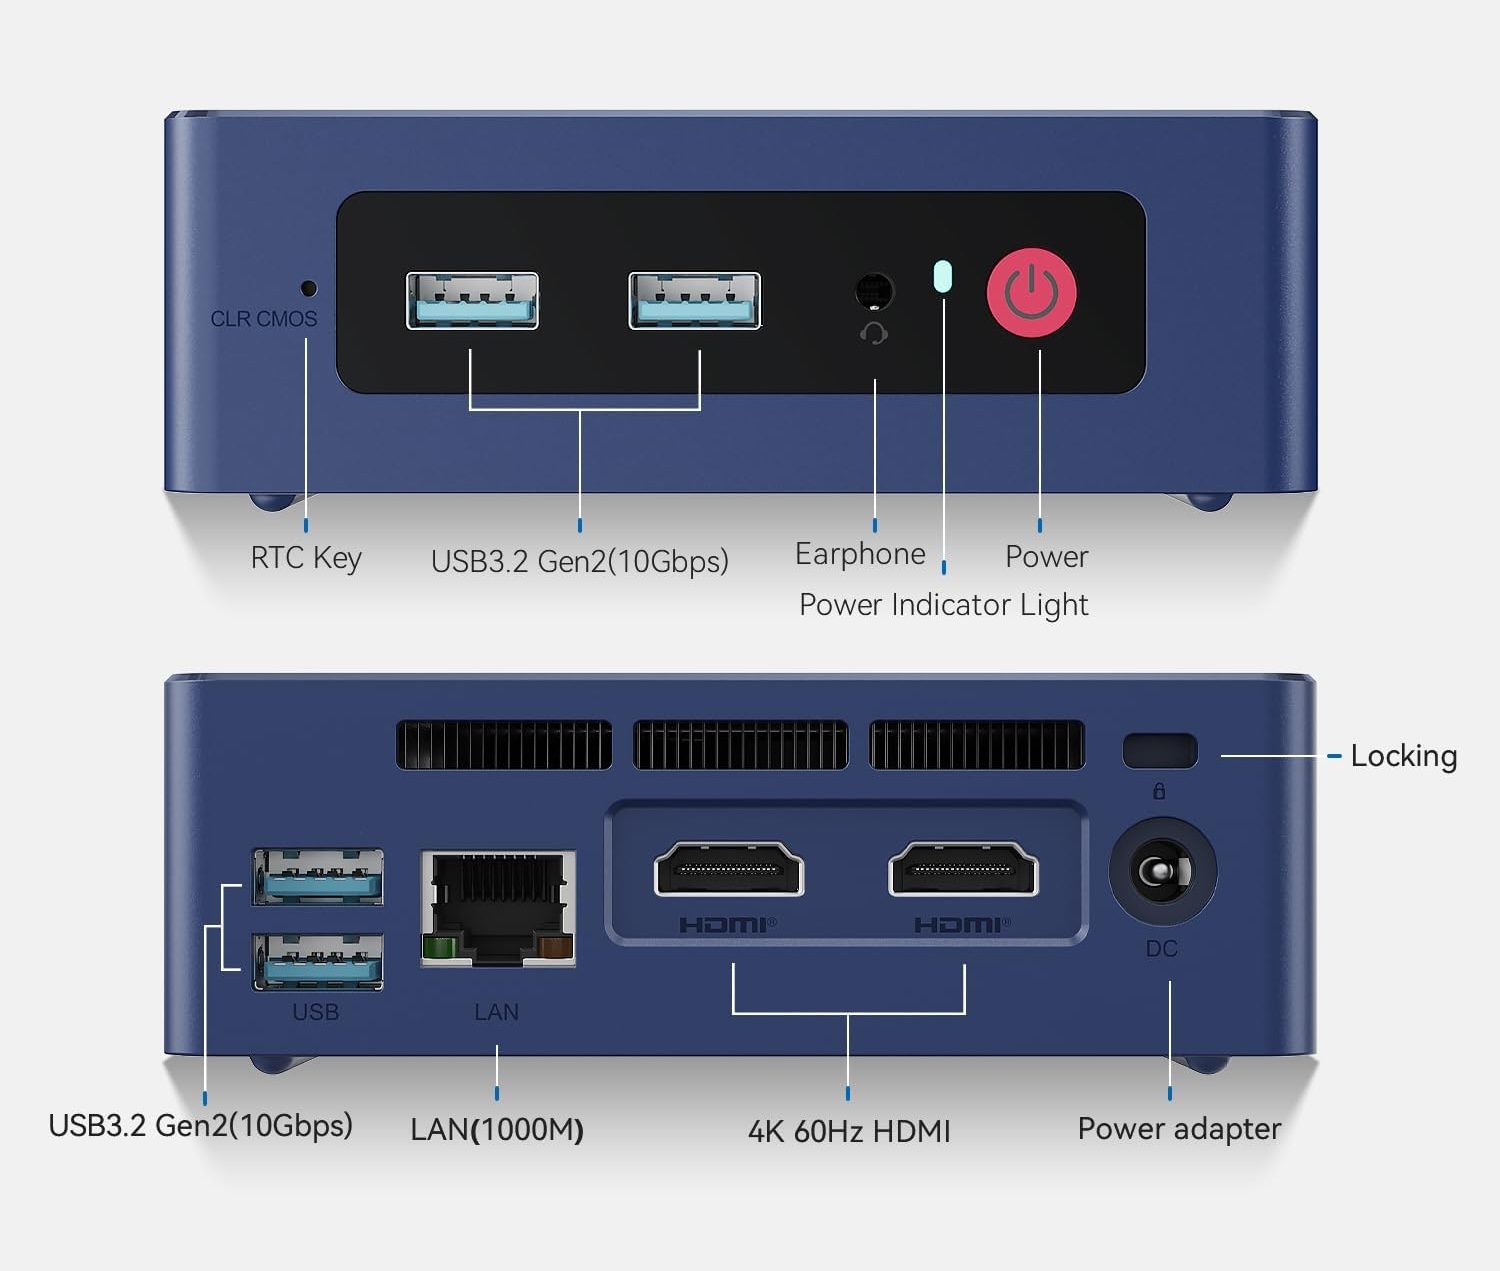 CLR CMOS
RTC Key
USB3.2 Gen2(10Gbps)
Earphone
Power
Power Indicator Light
Locking
HDMI®
HDMI®
DC
USB
LAN
USB3.2 Gen2(10Gbps)
LAN(1000M)
4K 60Hz HDMI
Power adapter